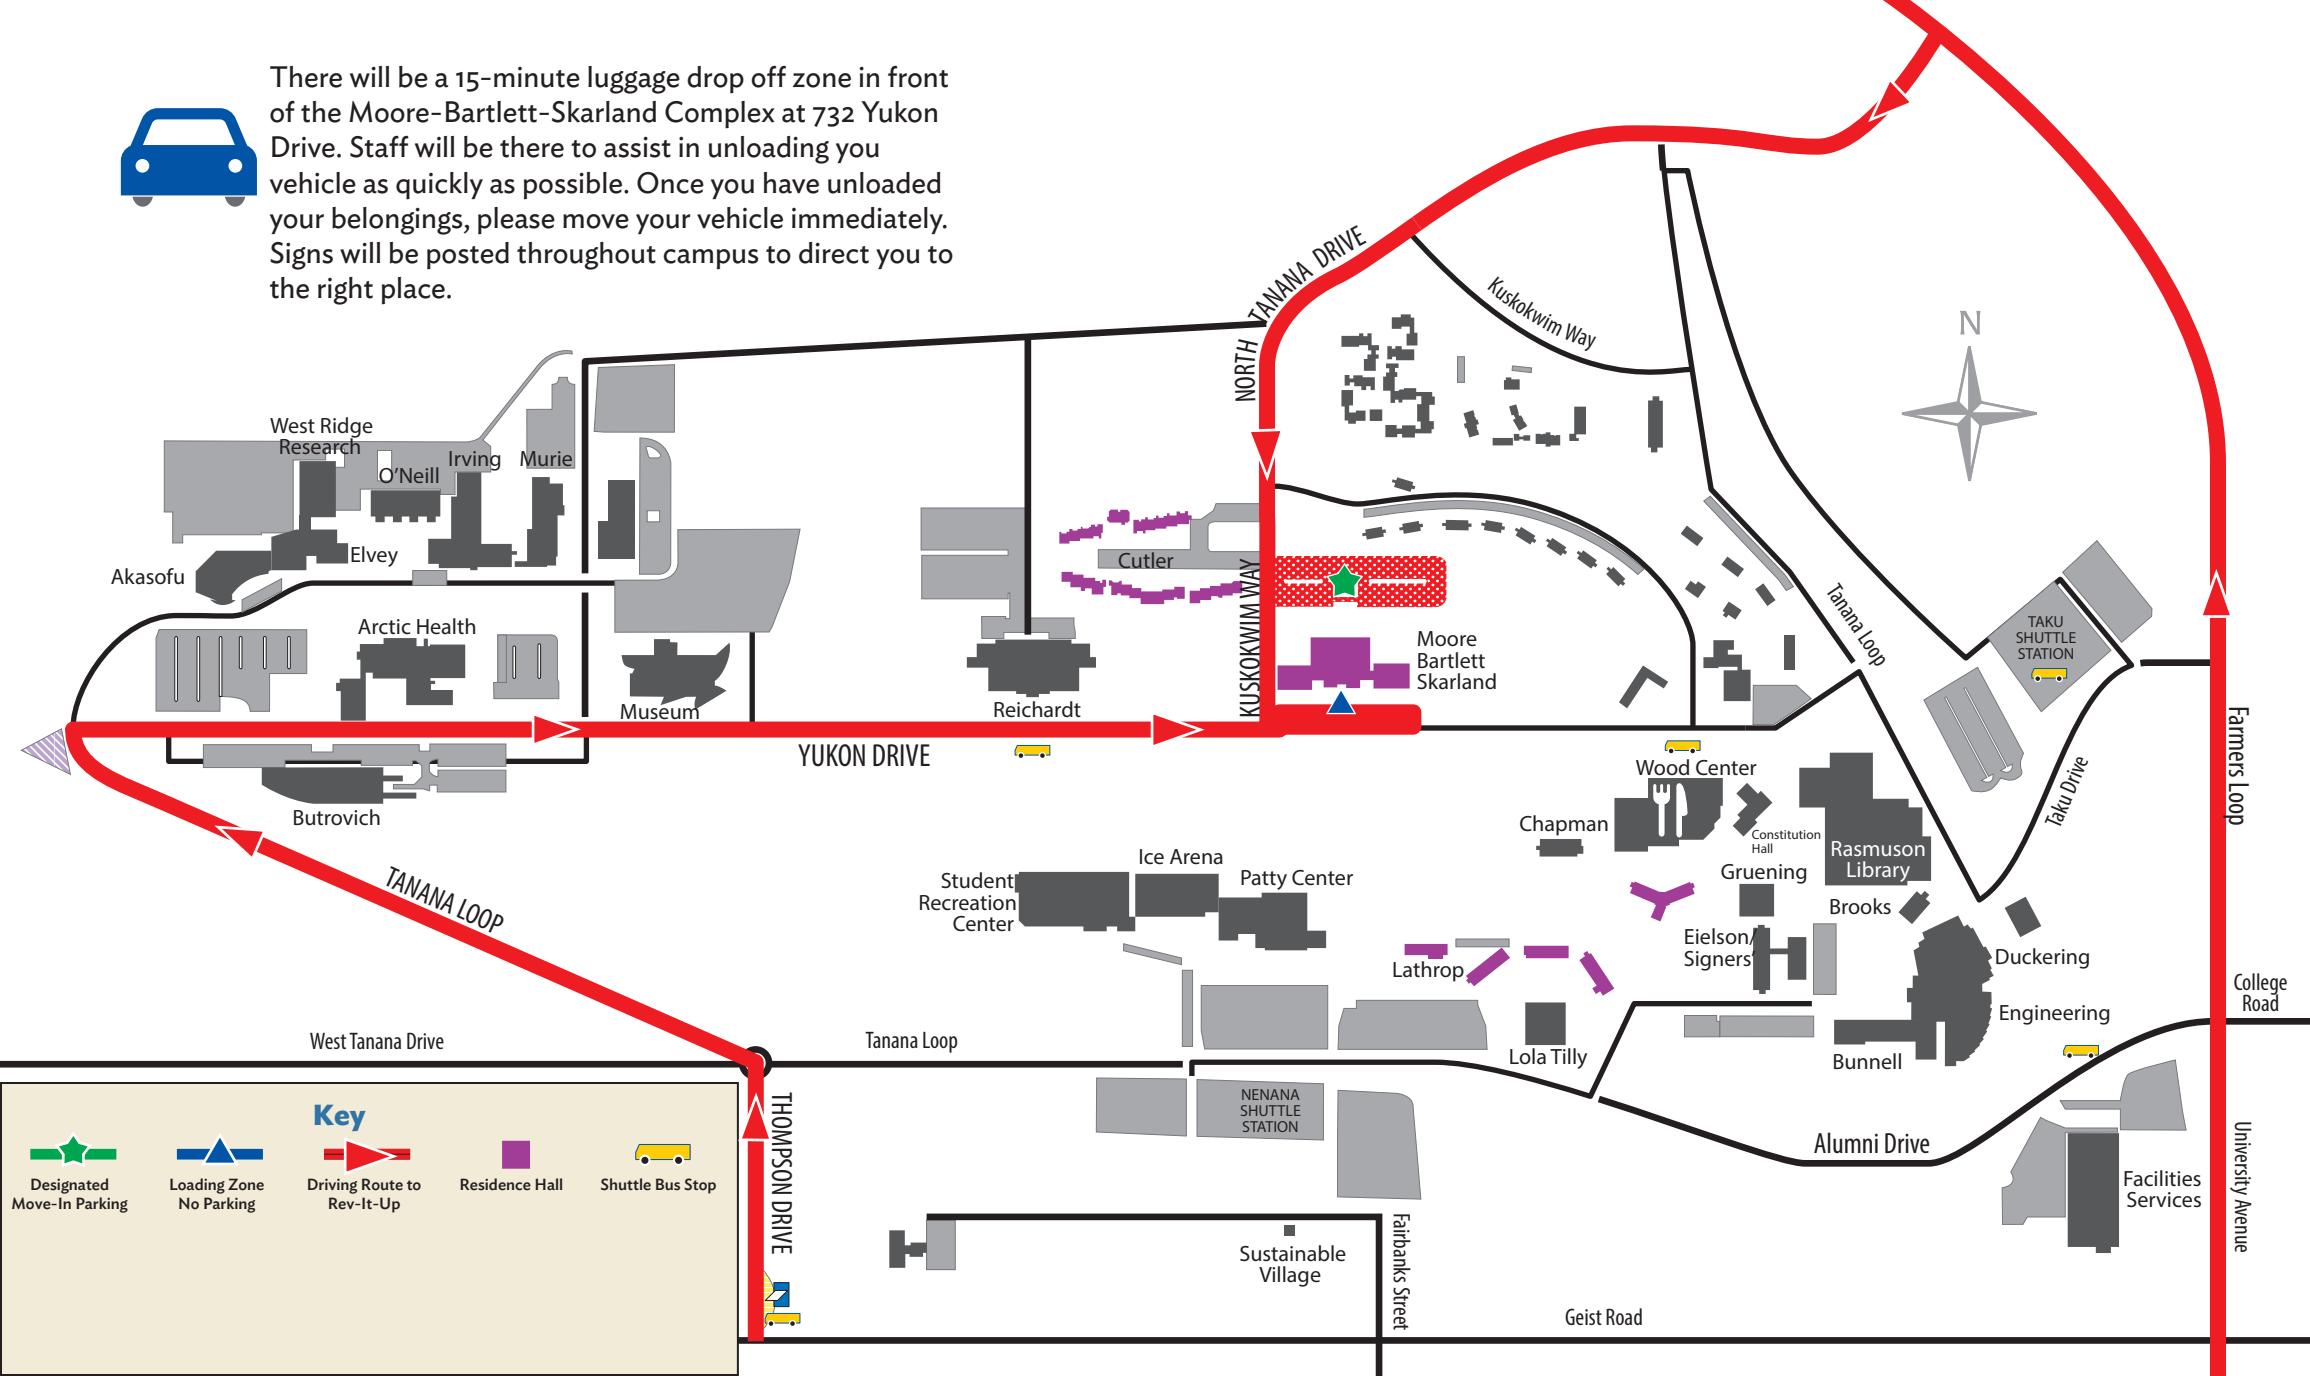 There will be a 15-minute luggage drop off zone in front
of the Moore-Bartlett-Skarland Complex at 732 Yukon
Drive. Staff will be there to assist in unloading you
vehicle as quickly as possible. Once you have unloaded
your belongings, please move your vehicle immediately.
Signs will be posted throughout campus to direct you to
the right place.
NORTH TANANA DRIVE
Kuskokwim Way
N
West Ridge
Research
O'Neill
Irving
Murie
Elvey
Akasofu
Cutler
Arctic Health
KUSKOKWIM WAY
Moore
Bartlett
Skarland
Tanana Loop
TAKU
SHUTTLE
STATION
Museum
Reichardt
YUKON DRIVE
Farmers Loop
Taku Drive
Butrovich
Wood Center
Chapman
Constitution
Hall
Rasmuson
Library
Gruening
Brooks
TANANA LOOP
Student
Recreation
Center
Ice Arena
Patty Center
Eielson/
Signers'
Lathrop
Duckering
College
Road
Engineering
West Tanana Drive
Tanana Loop
Lola Tilly
Bunnell
NENANA
SHUTTLE
STATION
THOMPSON DRIVE
Alumni Drive
University Avenue
Facilities
Services
Key
Designated
Move-In Parking
Loading Zone
No Parking
Driving Route to
Rev-It-Up
Residence Hall
Shuttle Bus Stop
Sustainable
Village
Fairbanks Street
Geist Road